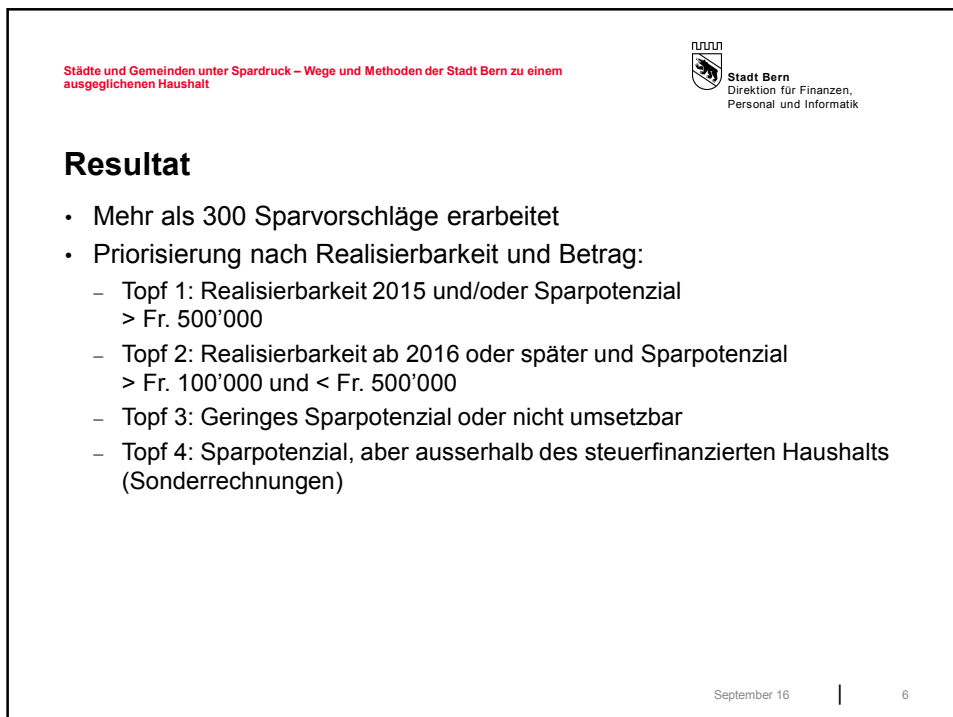 Städte und Gemeinden unter Spardruck – Wege und Methoden der Stadt Bern zu einem
ausgeglichenen Haushalt
Stadt Bern
Direktion für Finanzen,
Personal und Informatik
Resultat
• Mehr als 300 Sparvorschläge erarbeitet
• Priorisierung nach Realisierbarkeit und Betrag:
– Topf 1: Realisierbarkeit 2015 und/oder Sparpotenzial
> Fr. 500’000
– Topf 2: Realisierbarkeit ab 2016 oder später und Sparpotenzial
> Fr. 100’000 und < Fr. 500’000
– Topf 3: Geringes Sparpotenzial oder nicht umsetzbar
– Topf 4: Sparpotenzial, aber ausserhalb des steuerfinanzierten Haushalts
(Sonderrechnungen)
September 16 | 6